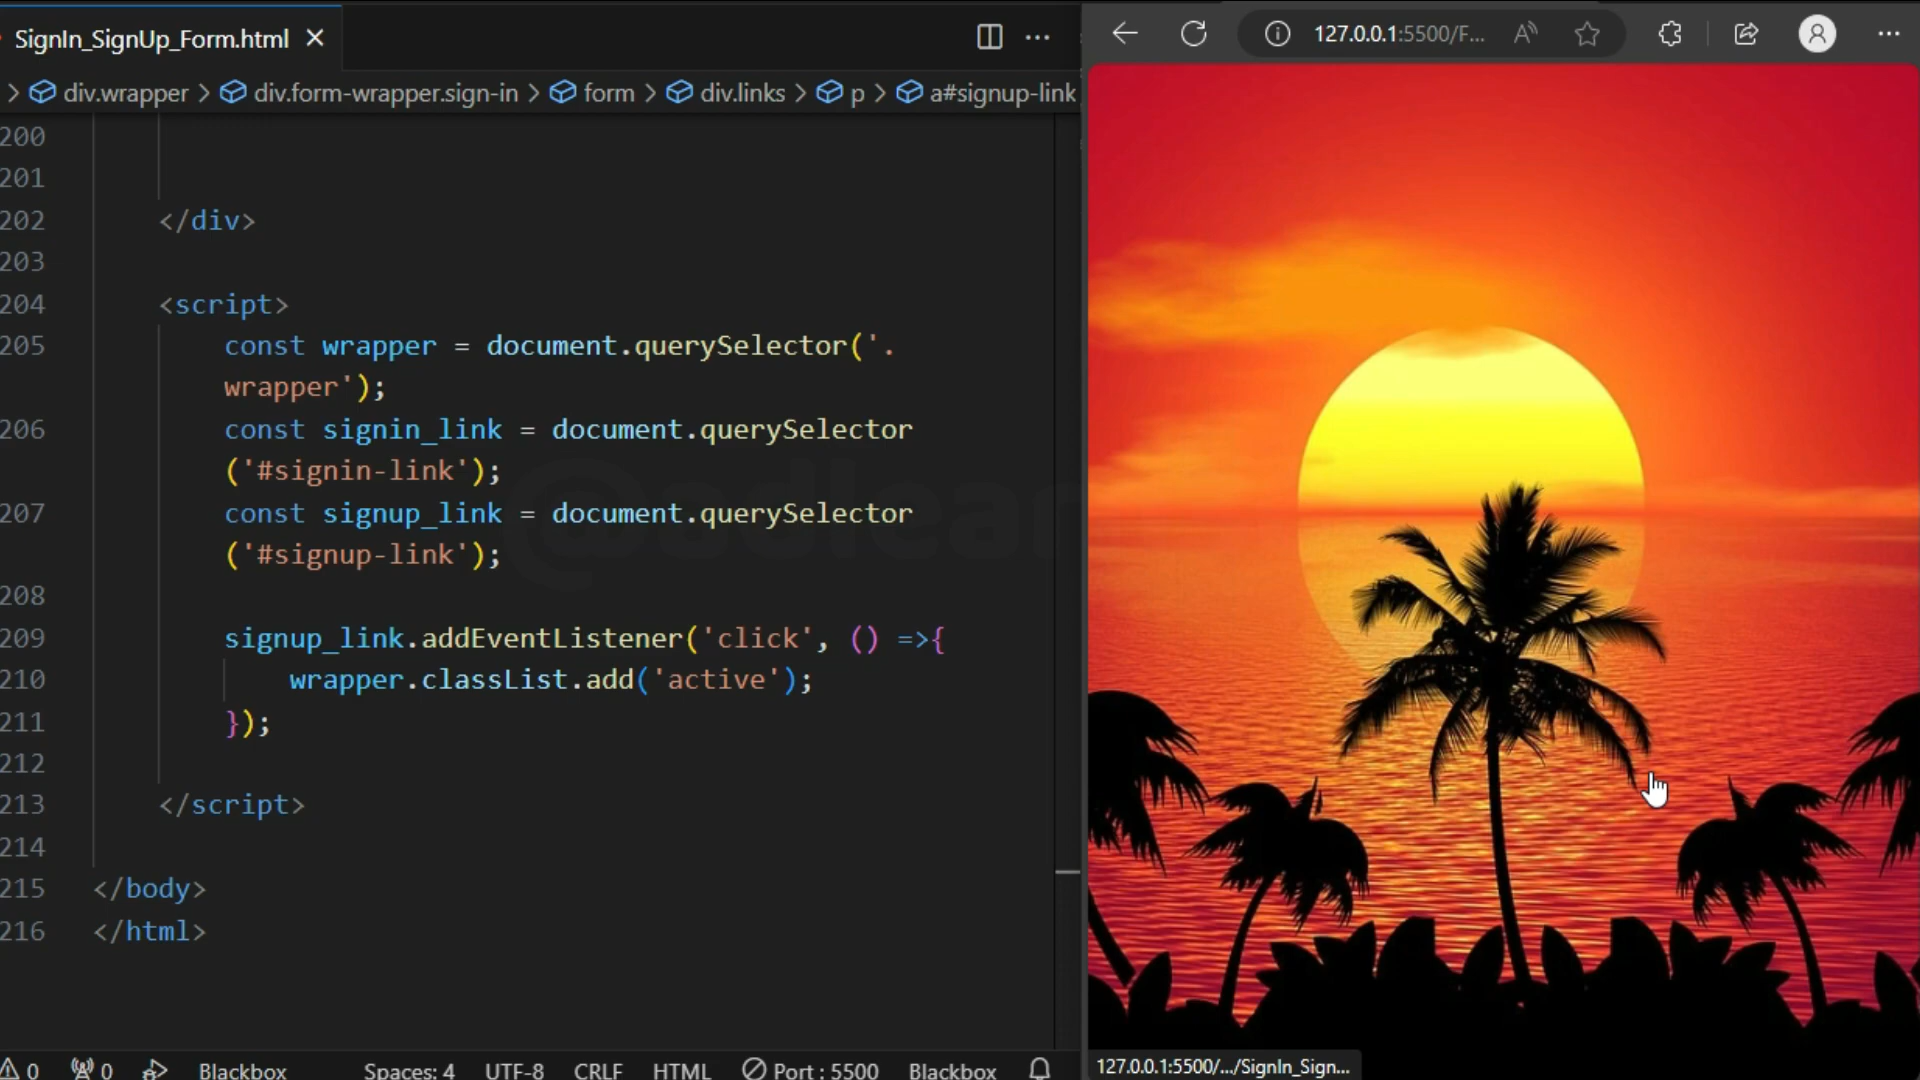 SignIn_SignUp_Form.html
127.0.0.1:5500/F...
div.wrapper > div.form-wrapper.sign-in > form > div.links > p > a#signup-link
200
201
202 </div>
203
204 <script>
205 const wrapper = document.querySelector('.
wrapper');
206 const signin_link = document.querySelector
('#signin-link');
207 const signup_link = document.querySelector
('#signup-link');
208
209 signup_link.addEventListener('click', () =>{
210 wrapper.classList.add('active');
211 });
212
213 </script>
214
215 </body>
216 </html>
@adlear
0 0 Blackbox Spaces: 4 UTF-8 CRLF HTML Port : 5500 Blackbox
127.0.0.1:5500/.../SignIn_Sign...